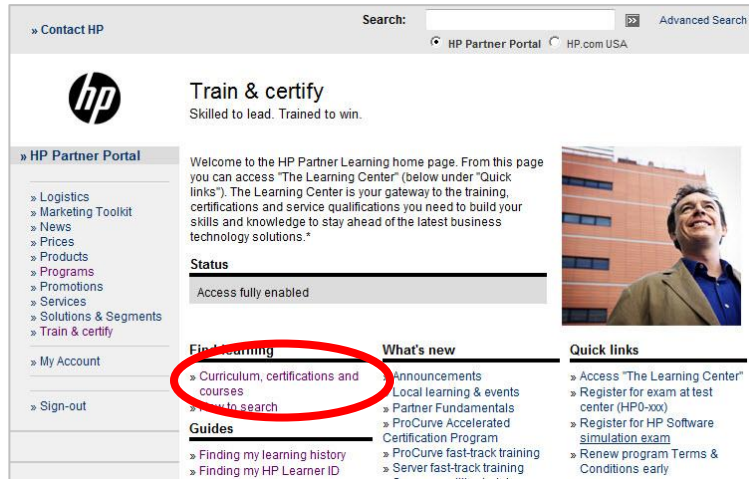 » Contact HP
Search:
Advanced Search
HP Partner Portal
HP.com USA
hp
Train & certify
Skilled to lead. Trained to win.
» HP Partner Portal
» Logistics
» Marketing Toolkit
» News
» Prices
» Products
» Programs
» Promotions
» Services
» Solutions & Segments
» Train & certify
» My Account
» Sign-out
Welcome to the HP Partner Learning home page. From this page
you can access "The Learning Center" (below under "Quick
links"). The Learning Center is your gateway to the training,
certifications and service qualifications you need to build your
skills and knowledge to stay ahead of the latest business
technology solutions.*
Status
Access fully enabled
Find learning
» Curriculum, certifications and
courses
» How to search
Guides
» Finding my learning history
» Finding my HP Learner ID
What's new
» Announcements
Local learning & events
» Partner Fundamentals
» ProCurve Accelerated
Certification Program
» ProCurve fast-track training
» Server fast-track training
Quick links
» Access "The Learning Center"
» Register for exam at test
center (HP0-xxx)
» Register for HP Software
simulation exam
» Renew program Terms &
Conditions early